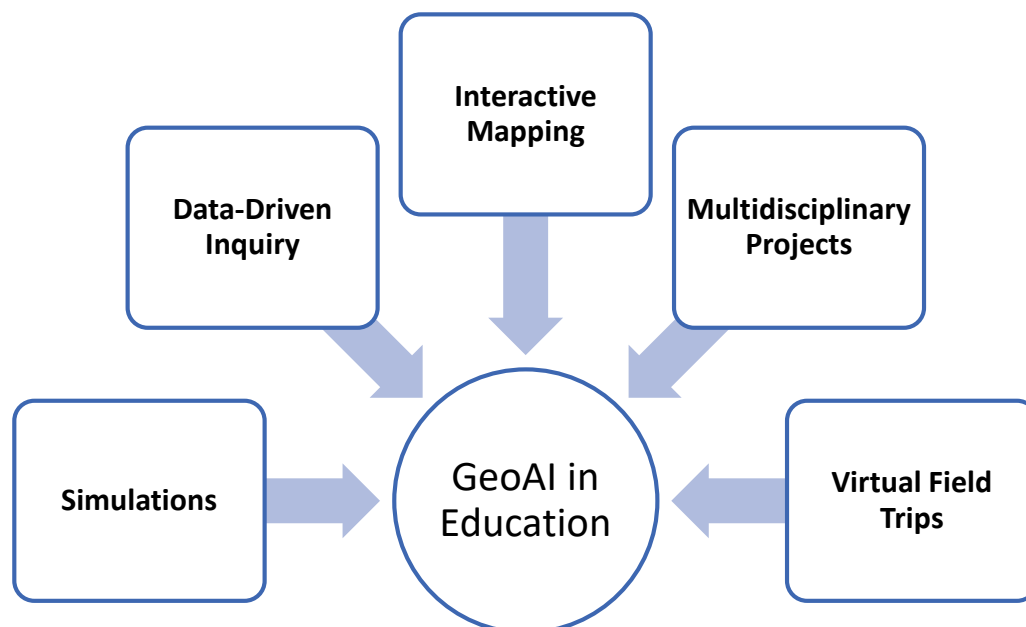 Interactive
Mapping
Data-Driven
Inquiry
Multidisciplinary
Projects
Simulations
GeoAI in
Education
Virtual Field
Trips